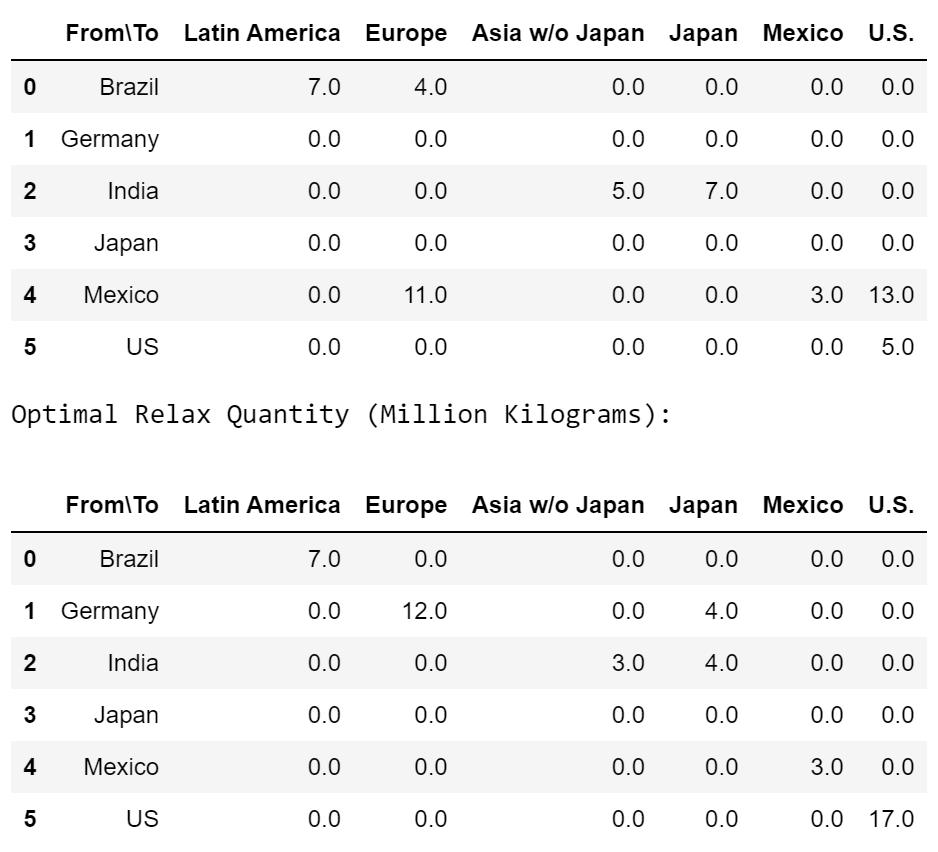 From\To Latin America Europe Asia w/o Japan Japan Mexico U.S.
0 Brazil 7.0 4.0 0.0 0.0 0.0 0.0
1 Germany 0.0 0.0 0.0 0.0 0.0 0.0
2 India 0.0 0.0 5.0 7.0 0.0 0.0
3 Japan 0.0 0.0 0.0 0.0 0.0 0.0
4 Mexico 0.0 11.0 0.0 0.0 3.0 13.0
5 US 0.0 0.0 0.0 0.0 0.0 5.0
Optimal Relax Quantity (Million Kilograms):
From\To Latin America Europe Asia w/o Japan Japan Mexico U.S.
0 Brazil 7.0 0.0 0.0 0.0 0.0 0.0
1 Germany 0.0 12.0 0.0 4.0 0.0 0.0
2 India 0.0 0.0 3.0 4.0 0.0 0.0
3 Japan 0.0 0.0 0.0 0.0 0.0 0.0
4 Mexico 0.0 0.0 0.0 0.0 3.0 0.0
5 US 0.0 0.0 0.0 0.0 0.0 17.0